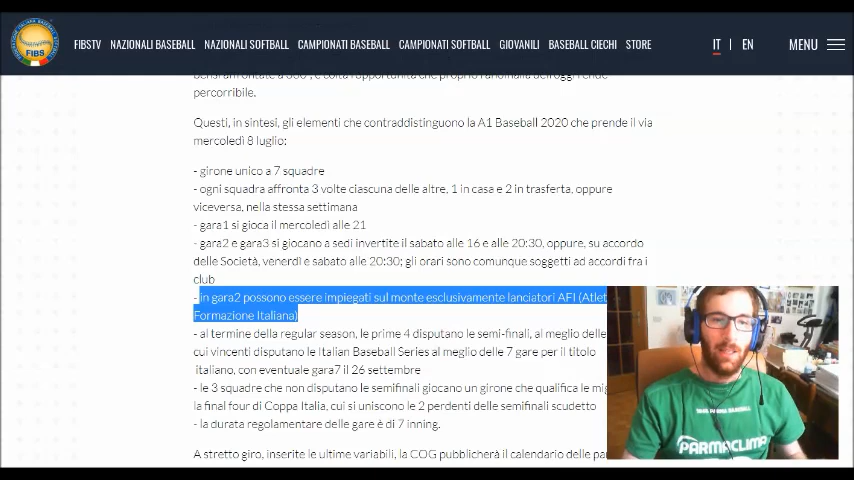 FIBS
FIBSTV NAZIONALI BASEBALL NAZIONALI SOFTBALL CAMPIONATI BASEBALL CAMPIONATI SOFTBALL GIOVANILI BASEBALL CIECHI STORE IT | EN MENU
percorribile.
Questi, in sintesi, gli elementi che contraddistinguono la A1 Baseball 2020 che prende il via
mercoledì 8 luglio:
- girone unico a 7 squadre
- ogni squadra affronta 3 volte ciascuna delle altre, 1 in casa e 2 in trasferta, oppure
viceversa, nella stessa settimana
- gara1 si gioca il mercoledì alle 21
- gara2 e gara3 si giocano a sedi invertite il sabato alle 16 e alle 20:30, oppure, su accordo
delle Società, venerdì e sabato alle 20:30; gli orari sono comunque soggetti ad accordi fra i
club
- in gara2 possono essere impiegati sul monte esclusivamente lanciatori AFI (Atlet
Formazione Italiana)
- al termine della regular season, le prime 4 disputano le semi-finali, al meglio delle
cui vincenti disputano le Italian Baseball Series al meglio delle 7 gare per il titolo
italiano, con eventuale gara7 il 26 settembre
- le 3 squadre che non disputano le semifinali giocano un girone che qualifica le mig
la final four di Coppa Italia, cui si uniscono le 2 perdenti delle semifinali scudetto
- la durata regolamentare delle gare è di 7 inning.
A stretto giro, inserite le ultime variabili, la COG pubblicherà il calendario delle pa
PARMACLIMA